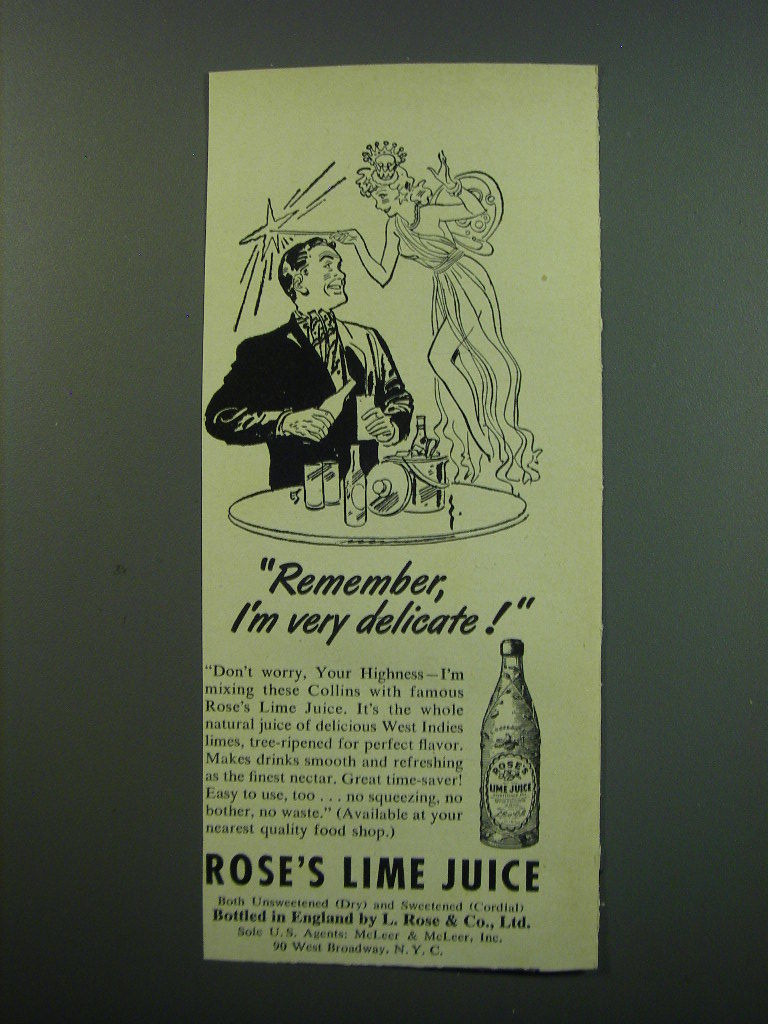 "Remember,
I'm very delicate!"
"Don't worry, Your Highness—I'm
mixing these Collins with famous
Rose's Lime Juice. It's the whole
natural juice of delicious West Indies
limes, tree-ripened for perfect flavor.
Makes drinks smooth and refreshing
as the finest nectar. Great time-saver!
Easy to use, too . . . no squeezing, no
bother, no waste." (Available at your
nearest quality food shop.)
ROSE'S
LIME JUICE
ROSE'S LIME JUICE
Both Unsweetened (Dry) and Sweetened (Cordial)
Bottled in England by L. Rose & Co., Ltd.
Sole U.S. Agents: McLeer & McLeer, Inc.
90 West Broadway, N. Y. C.